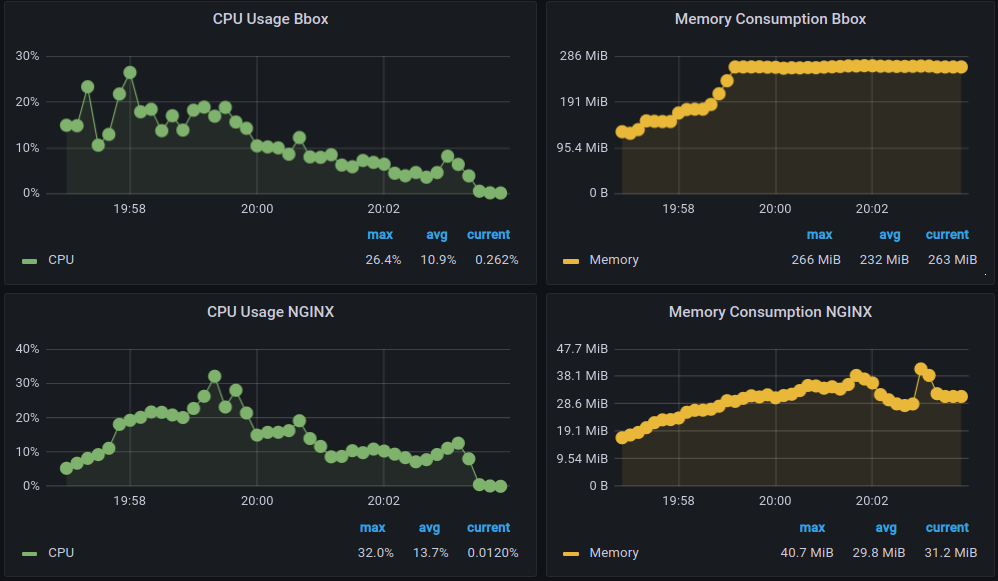 CPU Usage Bbox
30%
20%
10%
0%
19:58 20:00 20:02
max avg current
CPU 26.4% 10.9% 0.262%
Memory Consumption Bbox
286 MiB
191 MiB
95.4 MiB
0 B
19:58 20:00 20:02
max avg current
Memory 266 MiB 232 MiB 263 MiB
CPU Usage NGINX
40%
30%
20%
10%
0%
19:58 20:00 20:02
max avg current
CPU 32.0% 13.7% 0.0120%
Memory Consumption NGINX
47.7 MiB
38.1 MiB
28.6 MiB
19.1 MiB
9.54 MiB
0 B
19:58 20:00 20:02
max avg current
Memory 40.7 MiB 29.8 MiB 31.2 MiB